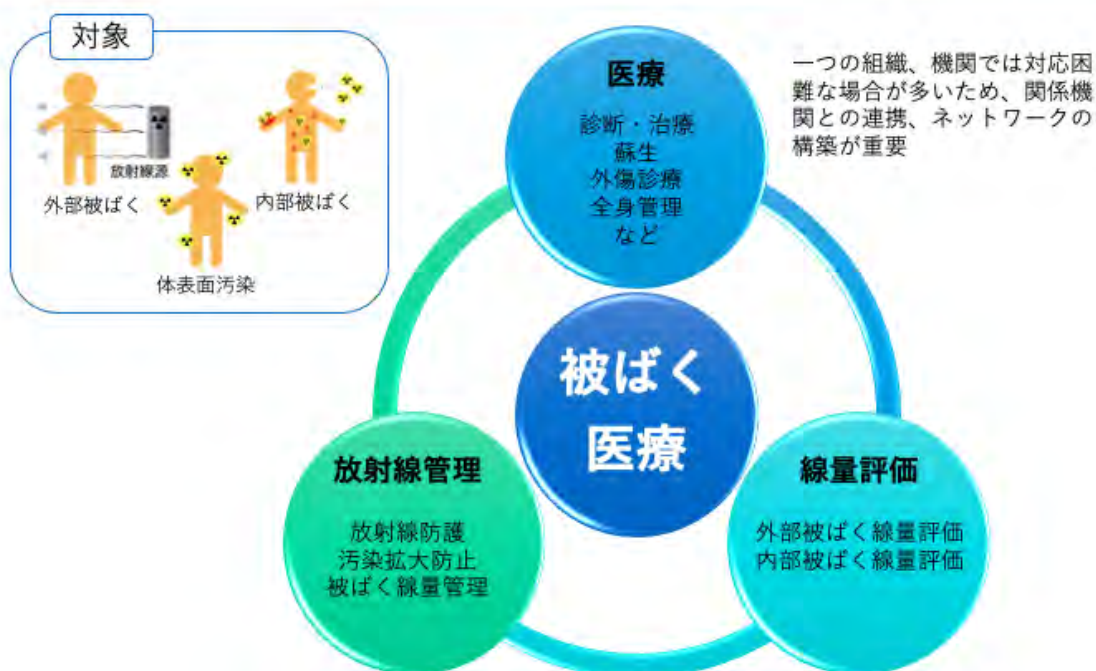 対象
放射線源
外部被ばく
内部被ばく
体表面汚染
医療
診断・治療
蘇生
外傷診療
全身管理
など
一つの組織、機関では対応困
難な場合が多いため、関係機
関との連携、ネットワークの
構築が重要
被ばく
医療
放射線管理
放射線防護
汚染拡大防止
被ばく線量管理
線量評価
外部被ばく線量評価
内部被ばく線量評価